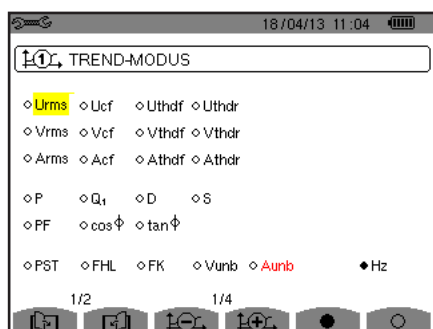 18/04/13 11:04
1 TREND-MODUS
Urms Ucf Uthdf Uthdr
Vrms Vcf Vthdf Vthdr
Arms Acf Athdf Athdr
P Q₁ D S
PF cosΦ tanΦ
PST FHL FK Vunb Aunb Hz
1/2 1/4